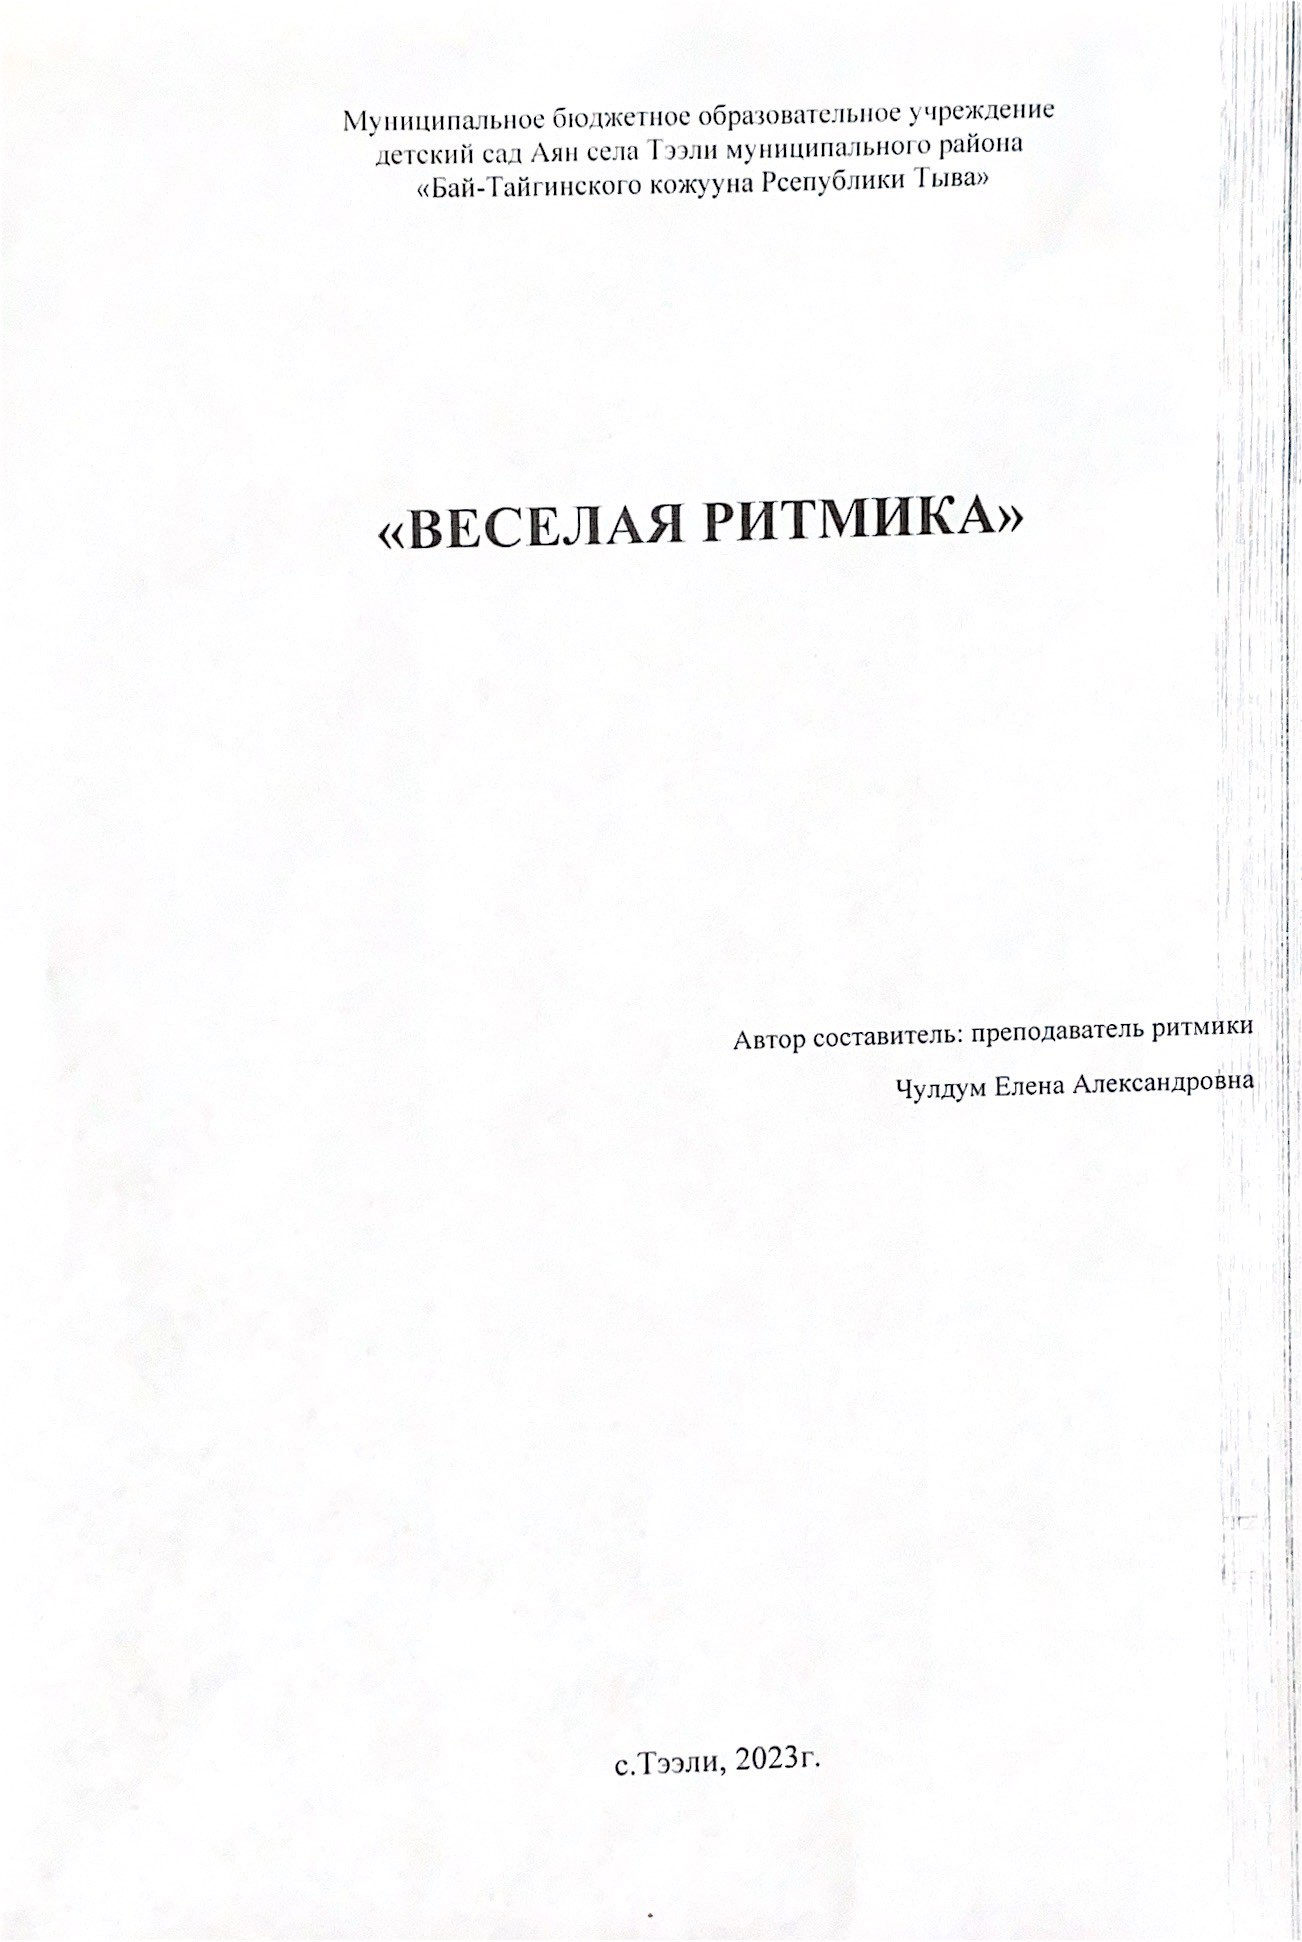 Муниципальное бюджетное образовательное учреждение
детский сад Аян села Тээли муниципального района
«Бай-Тайгинского кожууна Рсепублики Тыва»
«ВЕСЕЛАЯ РИТМИКА»
Автор составитель: преподаватель ритмики
Чулдум Елена Александровна
с.Тээли, 2023г.